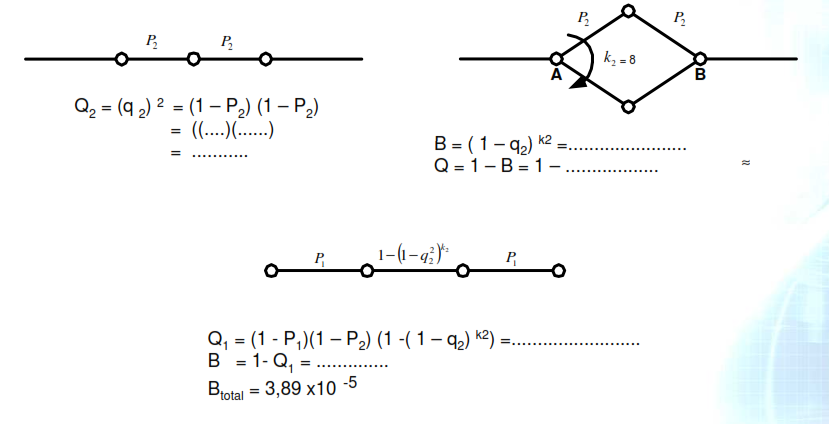 P₂ P₂
Q₂ = (q ₂) ² = (1 – P₂) (1 – P₂)
= ((....)(......)
= ...........
P₂ P₂
k₂ = 8
A B
B = ( 1 – q₂) ᵏ² =.......................
Q = 1 – B = 1 – .................. ≈
P₁ 1−(1−q₂²)ᵏ² P₁
Q₁ = (1 - P₁)(1 – P₂) (1 -( 1 – q₂) ᵏ²) =.........................
B = 1- Q₁ = ..............
Bₜₒₜₐₗ = 3,89 x10 ⁻⁵